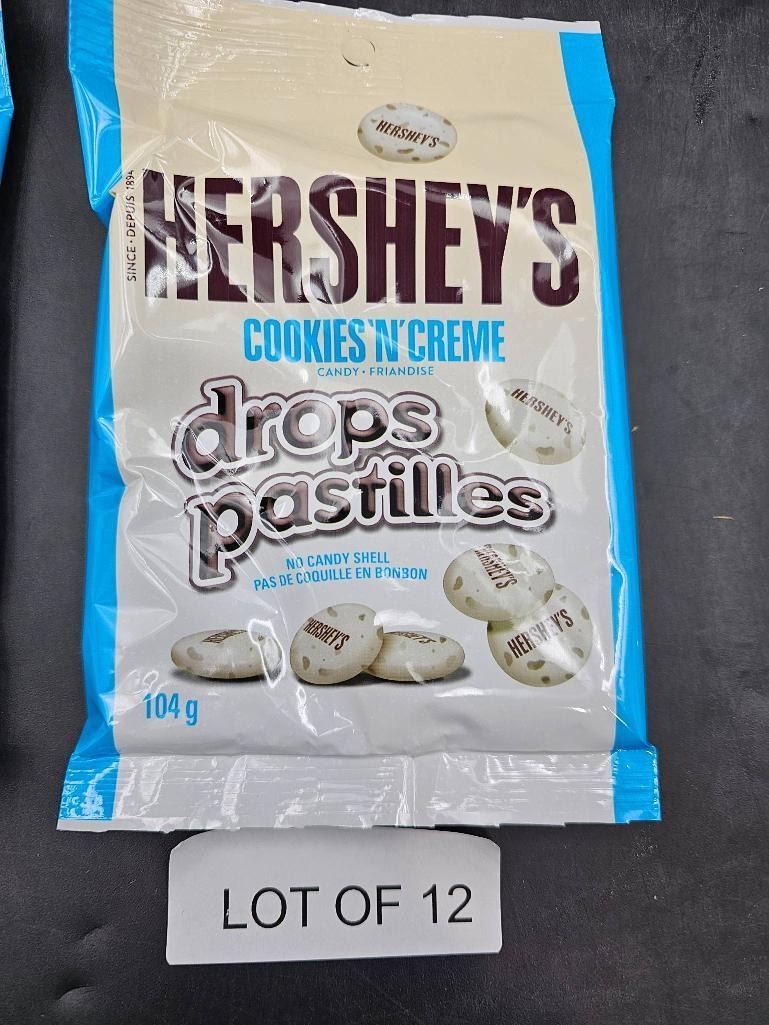 HERSHEY'S
SINCE • DEPUIS 1894
HERSHEY'S
COOKIES'N'CREME
CANDY • FRIANDISE
drops
HERSHEY'S
pastilles
NO CANDY SHELL
PAS DE COQUILLE EN BONBON
HERSHEY'S
HERSHEY'S
HERSHEY'S
HERSHEY'S
104 g
LOT OF 12